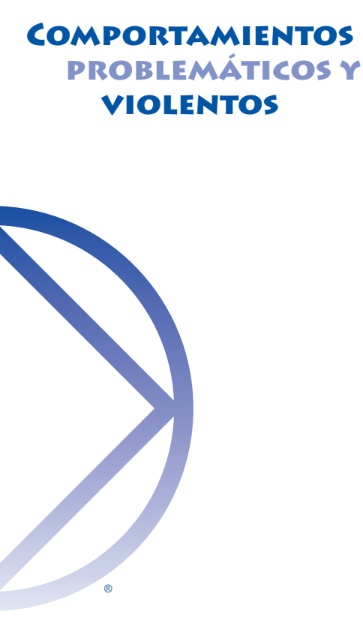 COMPORTAMIENTOS
PROBLEMÁTICOS Y
VIOLENTOS
®